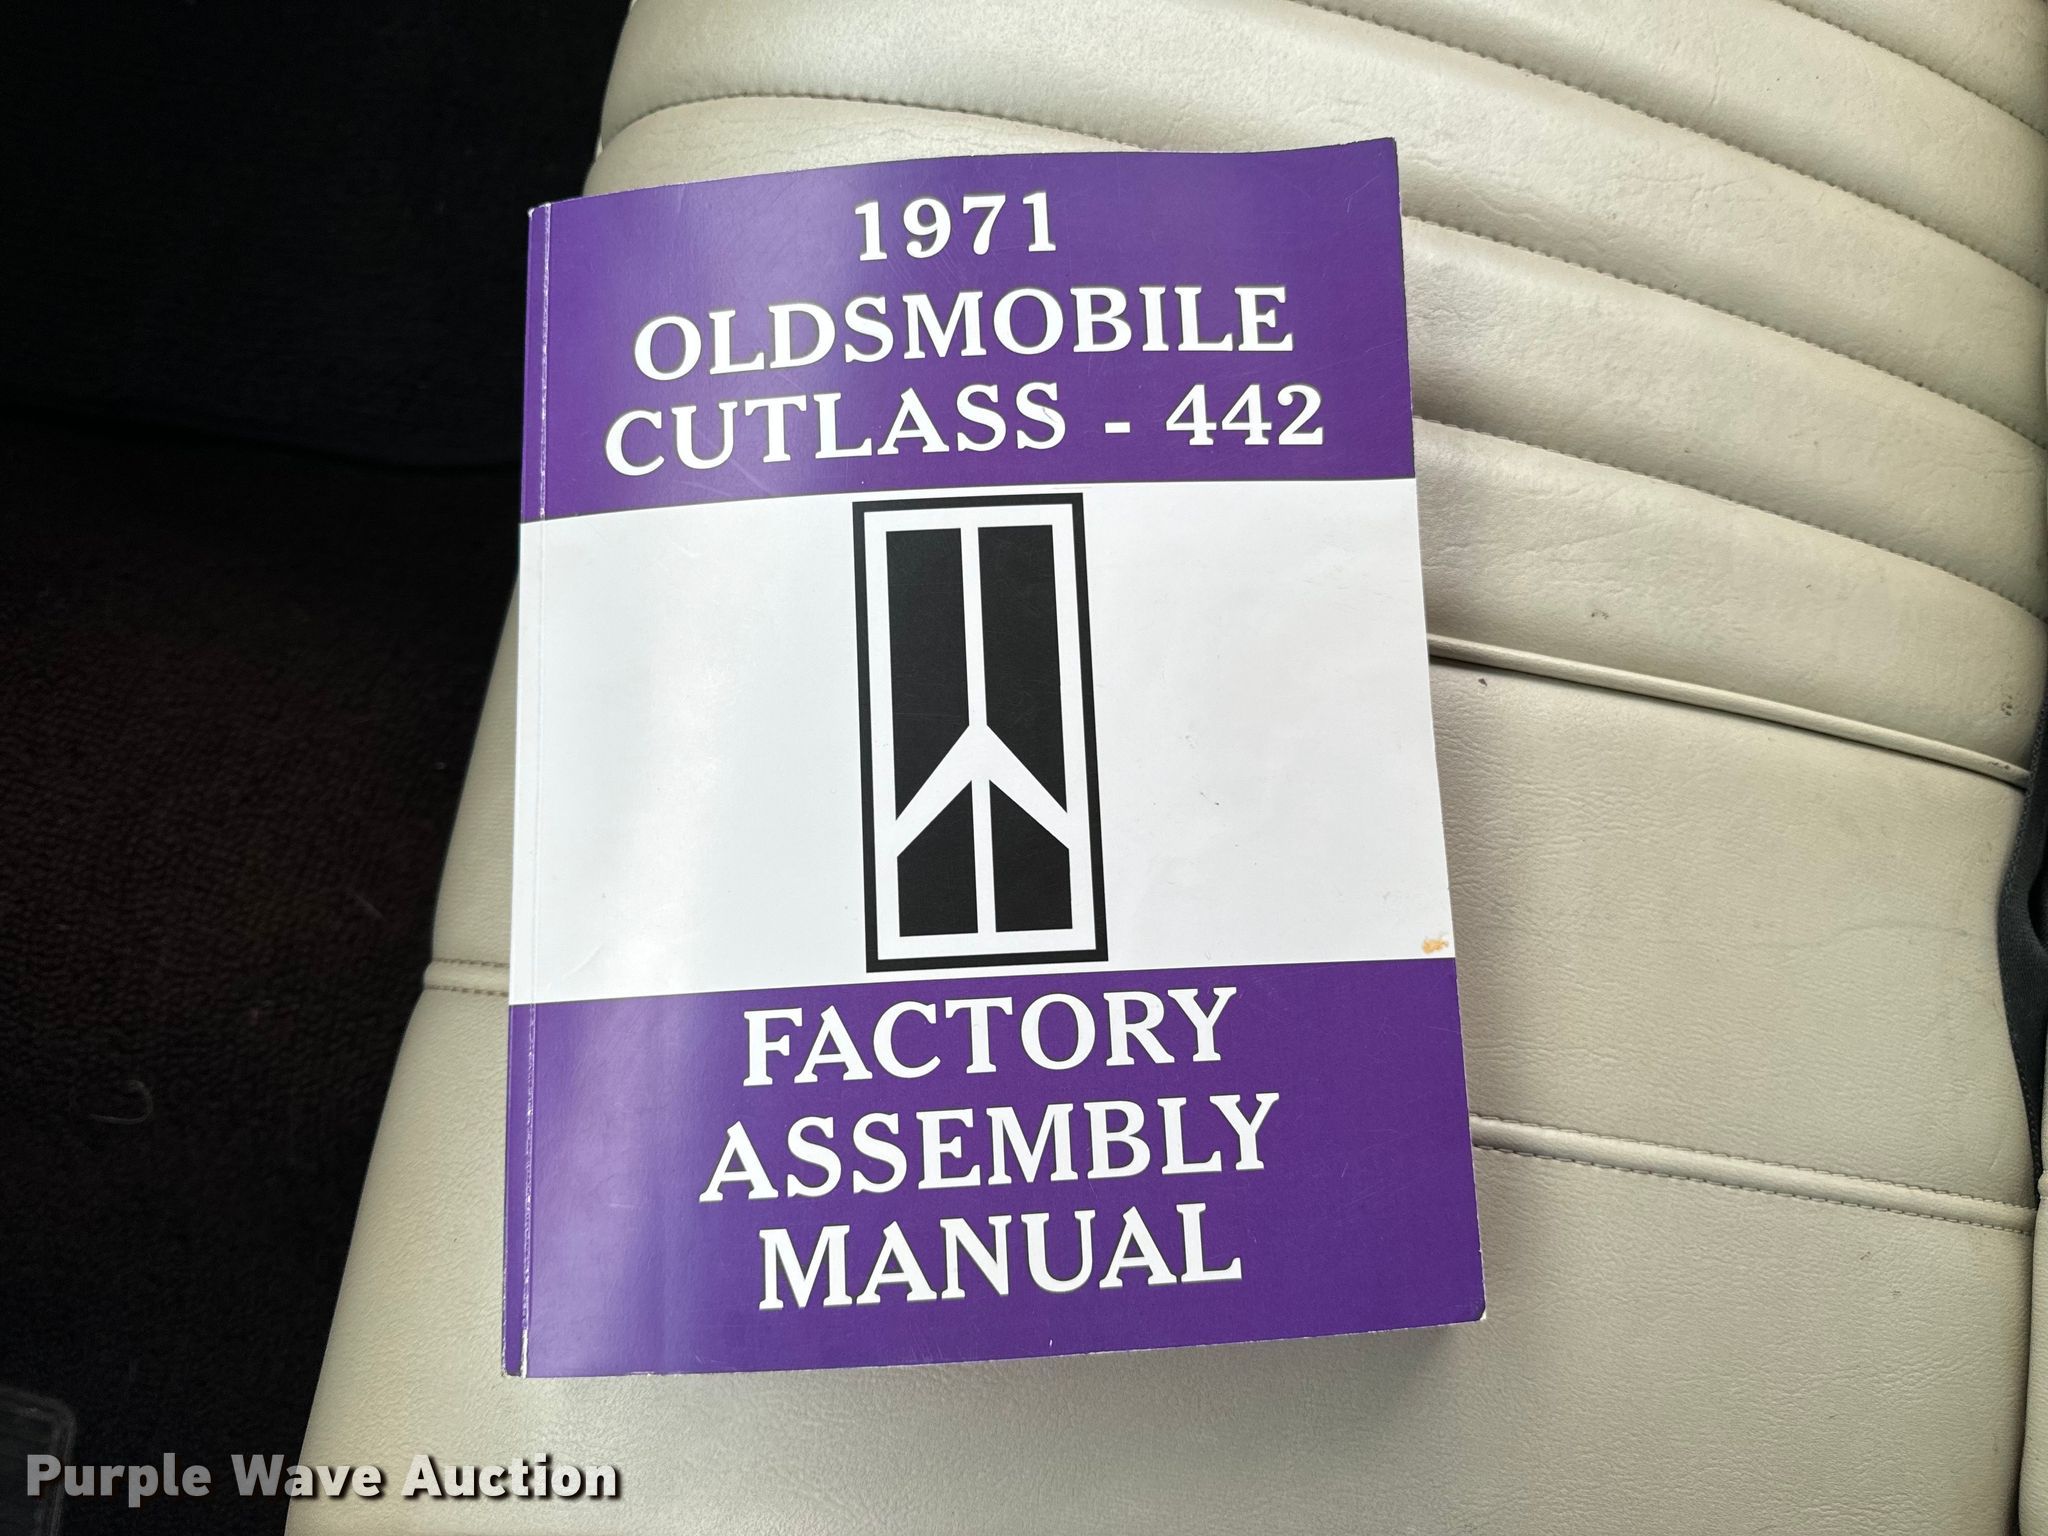 1971
OLDSMOBILE
CUTLASS - 442
FACTORY
ASSEMBLY
MANUAL
Purple Wave Auction